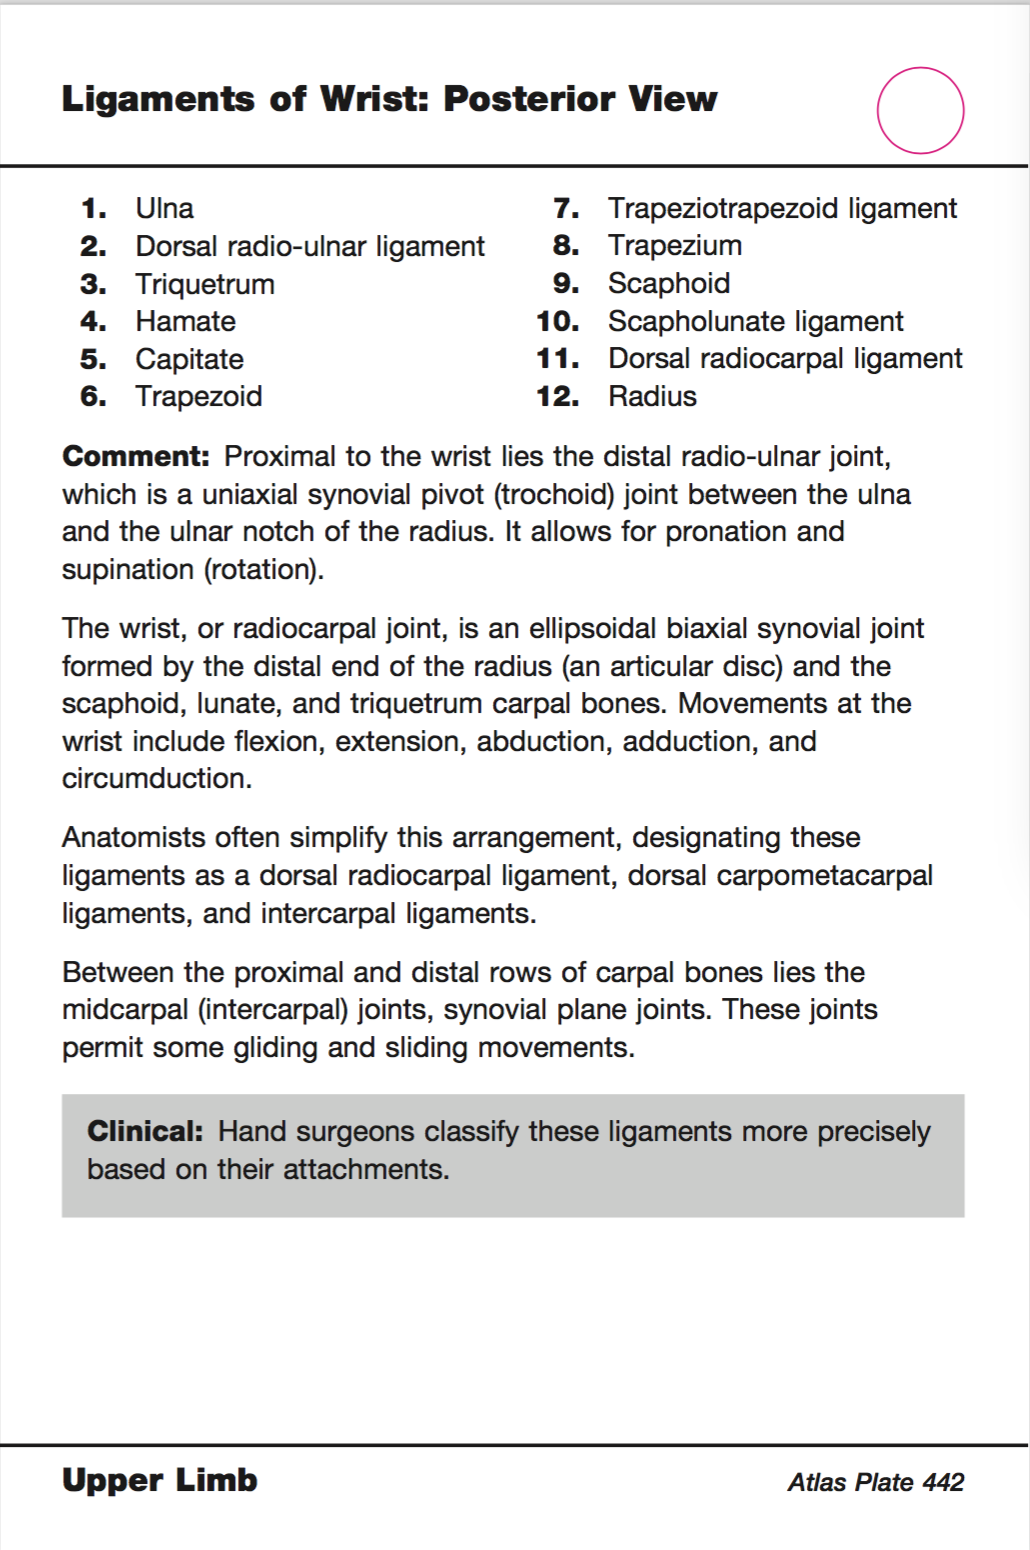 Ligaments of Wrist: Posterior View
1. Ulna
2. Dorsal radio-ulnar ligament
3. Triquetrum
4. Hamate
5. Capitate
6. Trapezoid
7. Trapeziotrapezoid ligament
8. Trapezium
9. Scaphoid
10. Scapholunate ligament
11. Dorsal radiocarpal ligament
12. Radius
Comment: Proximal to the wrist lies the distal radio-ulnar joint,
which is a uniaxial synovial pivot (trochoid) joint between the ulna
and the ulnar notch of the radius. It allows for pronation and
supination (rotation).
The wrist, or radiocarpal joint, is an ellipsoidal biaxial synovial joint
formed by the distal end of the radius (an articular disc) and the
scaphoid, lunate, and triquetrum carpal bones. Movements at the
wrist include flexion, extension, abduction, adduction, and
circumduction.
Anatomists often simplify this arrangement, designating these
ligaments as a dorsal radiocarpal ligament, dorsal carpometacarpal
ligaments, and intercarpal ligaments.
Between the proximal and distal rows of carpal bones lies the
midcarpal (intercarpal) joints, synovial plane joints. These joints
permit some gliding and sliding movements.
Clinical: Hand surgeons classify these ligaments more precisely
based on their attachments.
Upper Limb
Atlas Plate 442